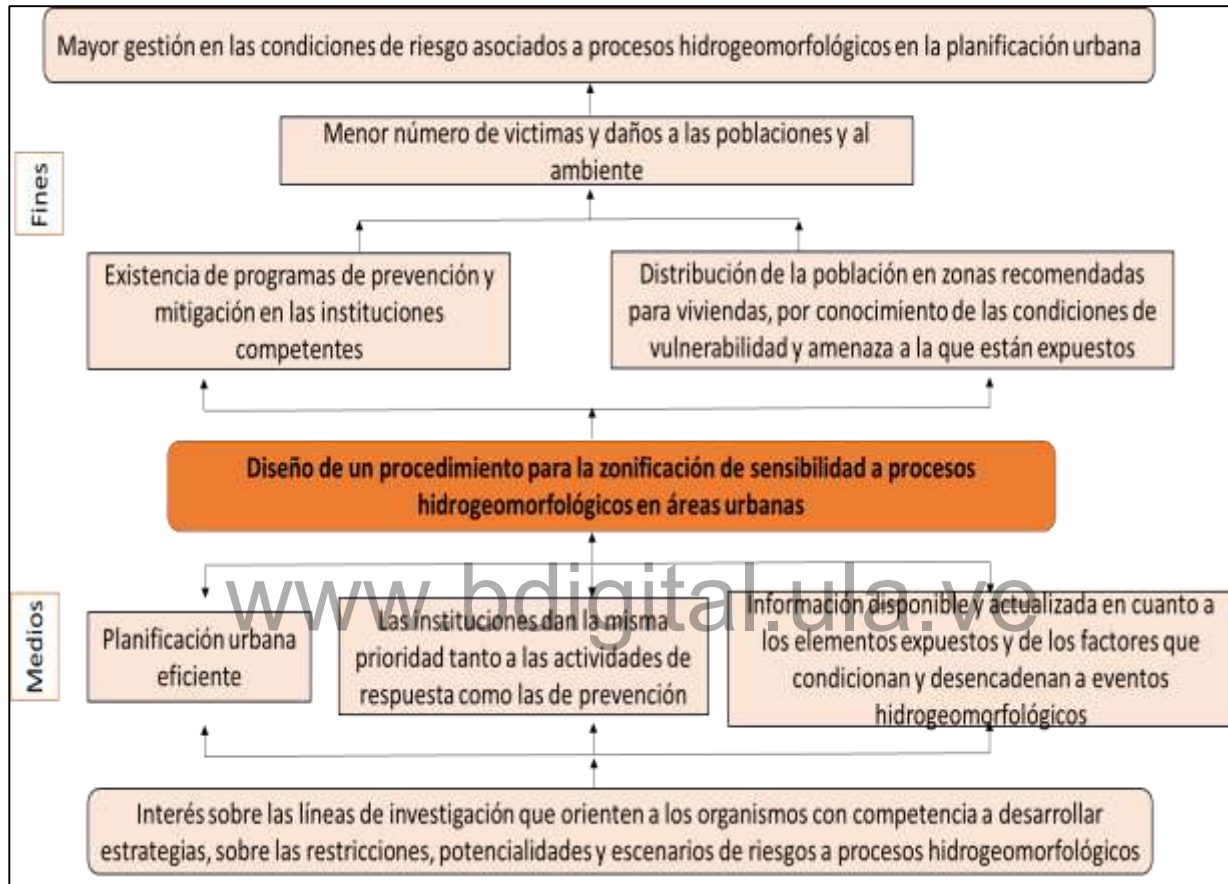 Mayor gestión en las condiciones de riesgo asociados a procesos hidrogeomorfológicos en la planificación urbana
Menor número de victimas y daños a las poblaciones y al
ambiente
Fines
Existencia de programas de prevención y
mitigación en las instituciones
competentes
Distribución de la población en zonas recomendadas
para viviendas, por conocimiento de las condiciones de
vulnerabilidad y amenaza a la que están expuestos
Diseño de un procedimiento para la zonificación de sensibilidad a procesos
hidrogeomorfológicos en áreas urbanas
www.bdigital.ula.ve
Medios
Planificación urbana
eficiente
Las instituciones dan la misma
prioridad tanto a las actividades de
respuesta como las de prevención
Información disponible y actualizada en cuanto a
los elementos expuestos y de los factores que
condicionan y desencadenan a eventos
hidrogeomorfológicos
Interés sobre las líneas de investigación que orienten a los organismos con competencia a desarrollar
estrategias, sobre las restricciones, potencialidades y escenarios de riesgos a procesos hidrogeomorfológicos